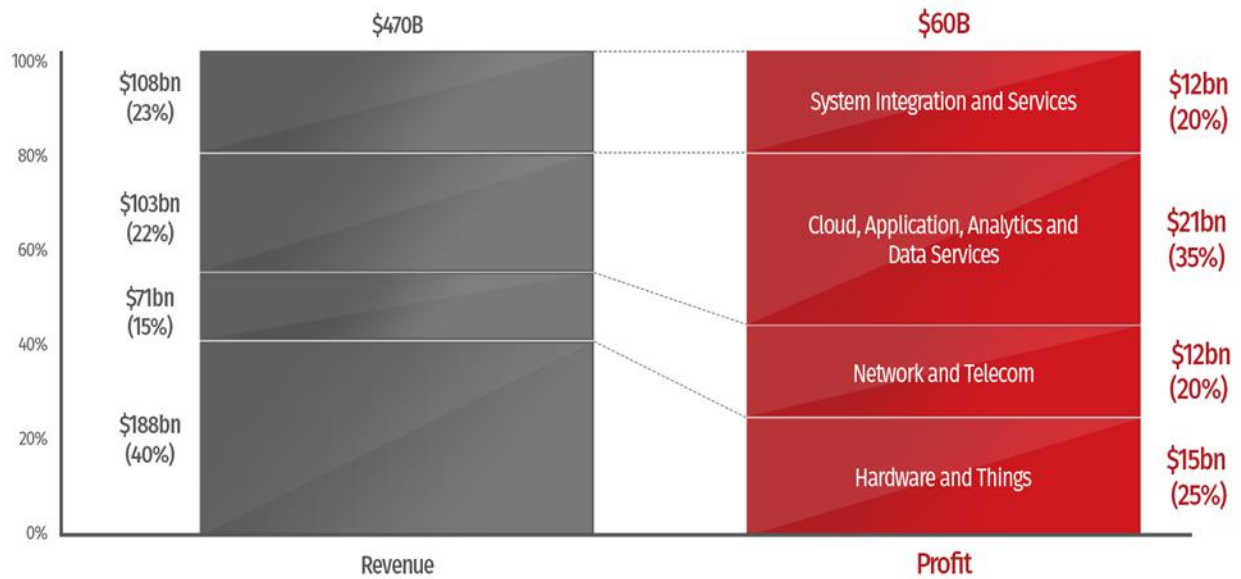 $470B
$60B
100%
80%
60%
40%
20%
0%
$108bn
(23%)
$103bn
(22%)
$71bn
(15%)
$188bn
(40%)
System Integration and Services
Cloud, Application, Analytics and
Data Services
Network and Telecom
Hardware and Things
$12bn
(20%)
$21bn
(35%)
$12bn
(20%)
$15bn
(25%)
Revenue
Profit